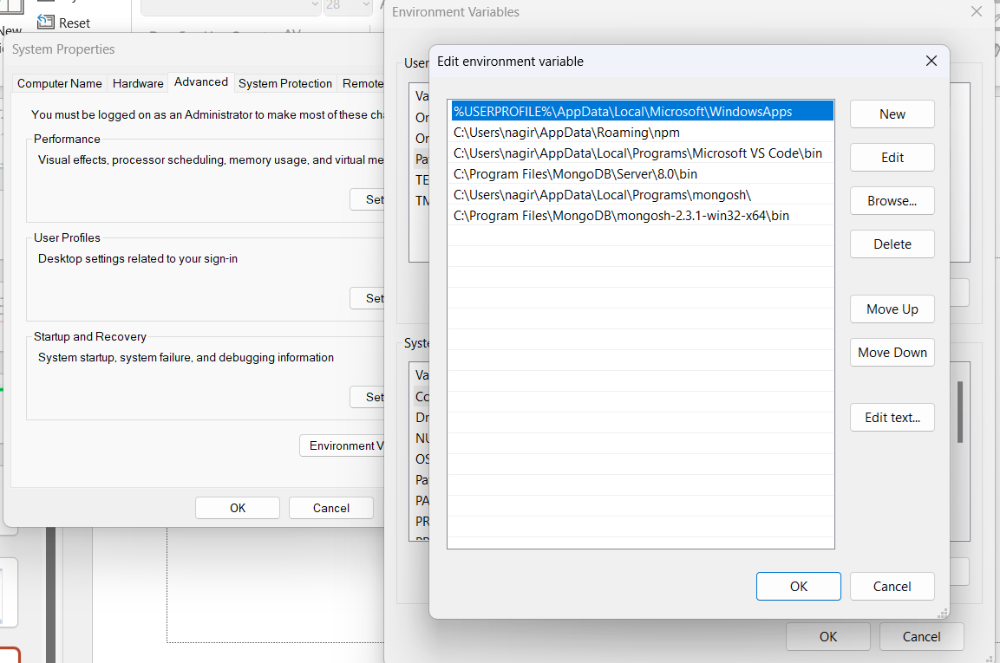 Reset
28
New
System Properties
Computer Name
Hardware
Advanced
System Protection
Remote
You must be logged on as an Administrator to make most of these cha
Performance
Visual effects, processor scheduling, memory usage, and virtual me
Set
User Profiles
Desktop settings related to your sign-in
Set
Startup and Recovery
System startup, system failure, and debugging information
Set
Environment V
OK
Cancel
Environment Variables
User
Va
On
On
Pa
TE
TM
Syste
Va
Co
Dr
NU
OS
Pa
PA
PR
PR
Edit environment variable
%USERPROFILE%\AppData\Local\Microsoft\WindowsApps
C:\Users\nagir\AppData\Roaming\npm
C:\Users\nagir\AppData\Local\Programs\Microsoft VS Code\bin
C:\Program Files\MongoDB\Server\8.0\bin
C:\Users\nagir\AppData\Local\Programs\mongosh\
C:\Program Files\MongoDB\mongosh-2.3.1-win32-x64\bin
New
Edit
Browse...
Delete
Move Up
Move Down
Edit text...
OK
Cancel
OK
Cancel